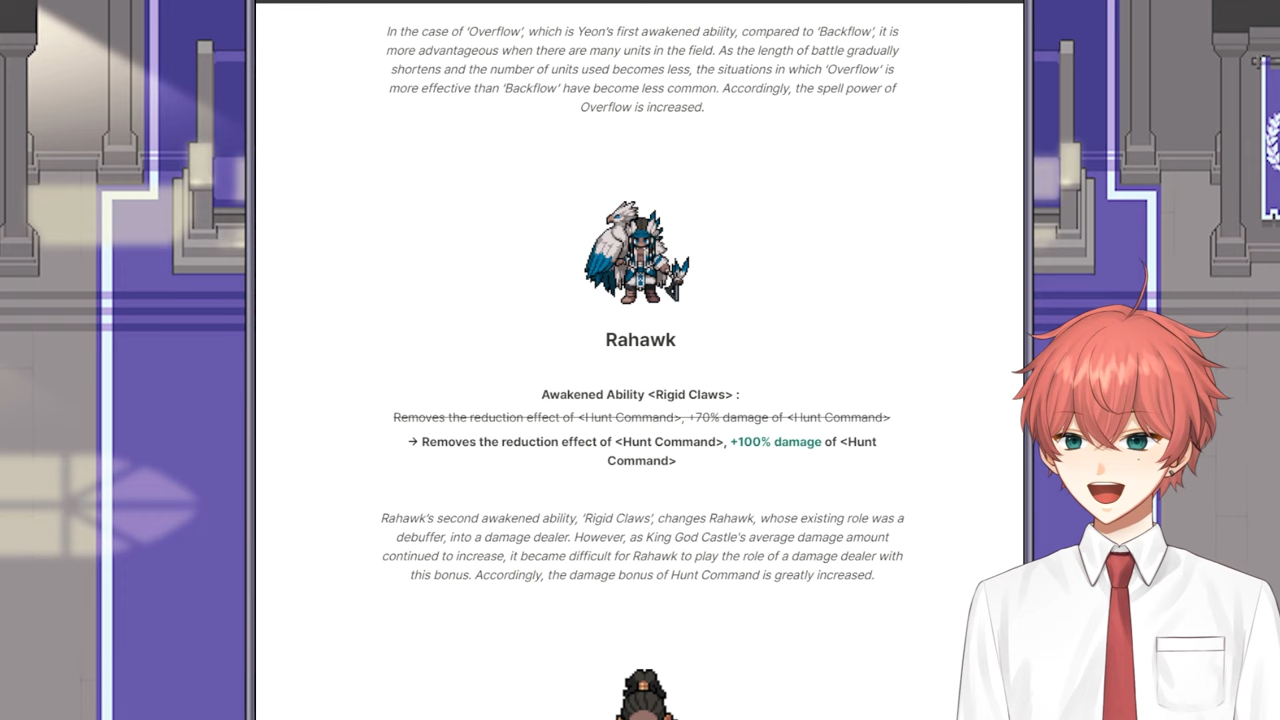 In the case of 'Overflow', which is Yeon's first awakened ability, compared to 'Backflow', it is
more advantageous when there are many units in the field. As the length of battle gradually
shortens and the number of units used becomes less, the situations in which 'Overflow' is
more effective than 'Backflow' have become less common. Accordingly, the spell power of
Overflow is increased.
Rahawk
Awakened Ability <Rigid Claws> :
Removes the reduction effect of <Hunt Command>, +70% damage of <Hunt Command>
→ Removes the reduction effect of <Hunt Command>, +100% damage of <Hunt
Command>
Rahawk's second awakened ability, 'Rigid Claws', changes Rahawk, whose existing role was a
debuffer, into a damage dealer. However, as King God Castle's average damage amount
continued to increase, it became difficult for Rahawk to play the role of a damage dealer with
this bonus. Accordingly, the damage bonus of Hunt Command is greatly increased.